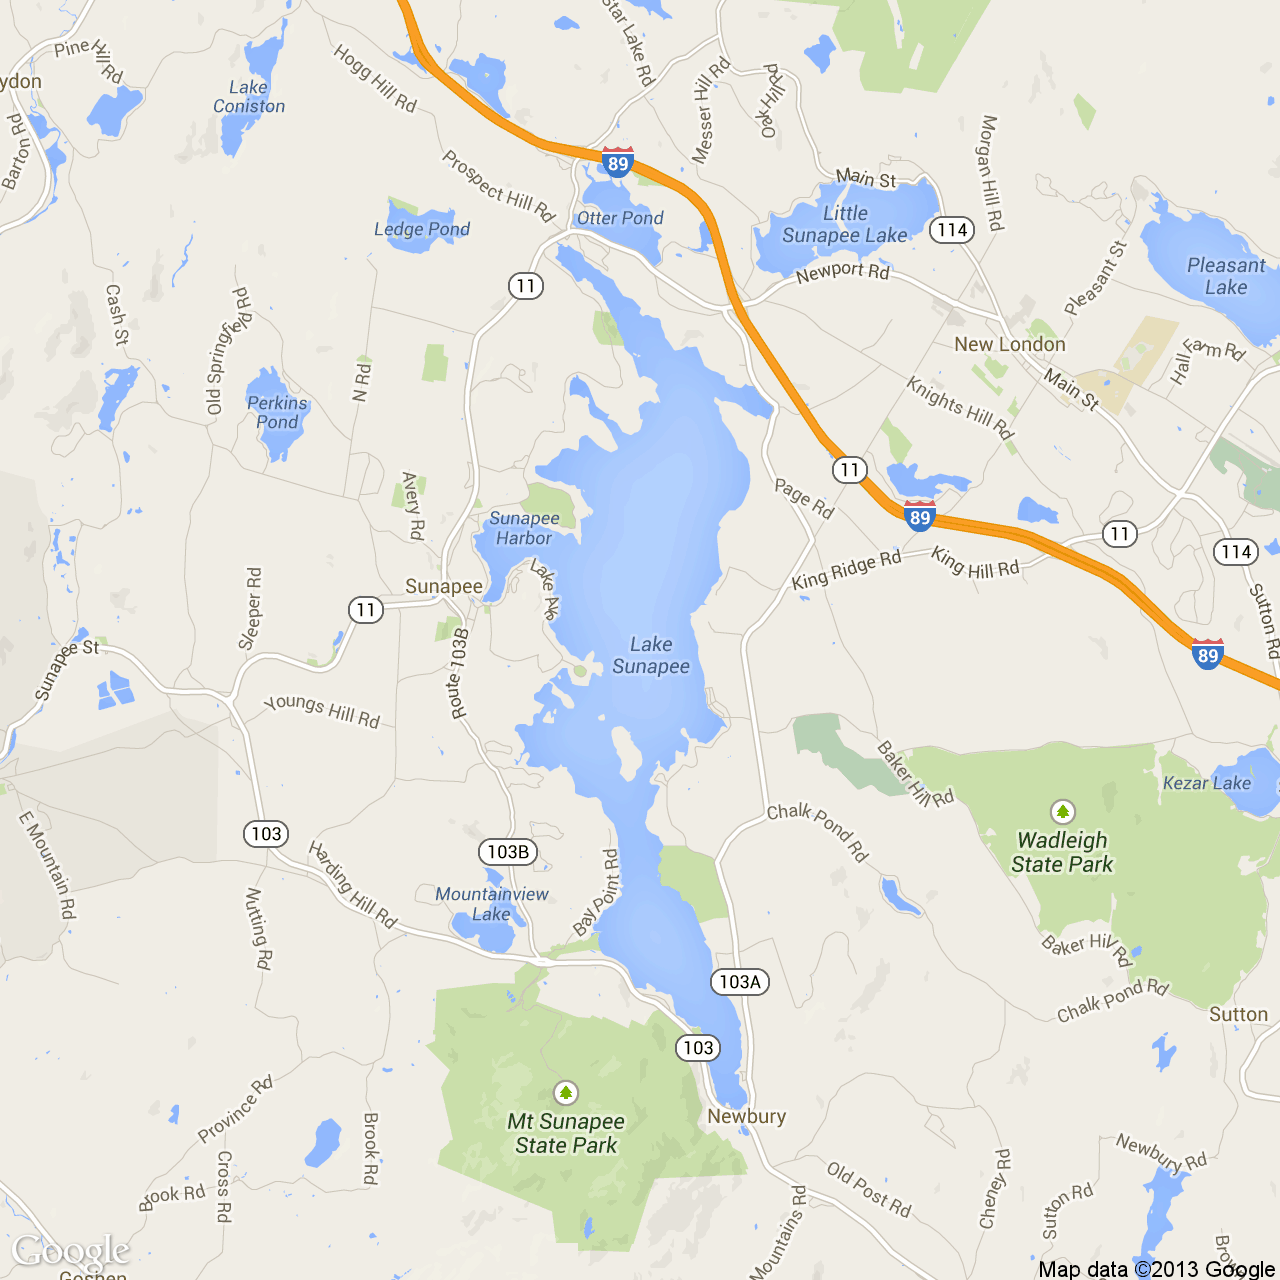 Pine Hill Rd
ydon
Barton Rd
Lake
Coniston
Hogg Hill Rd
Star Lake Rd
Messer Hill Rd
Oak Hill Rd
89
Prospect Hill Rd
Ledge Pond
Otter Pond
Main St
Little
Sunapee Lake
114
Morgan Hill Rd
Pleasant St
Pleasant
Lake
Newport Rd
11
Cash St
Old Springfield Rd
N Rd
New London
Hall Farm Rd
Main St
Knights Hill Rd
Perkins
Pond
Avery Rd
11
Page Rd
89
Sunapee
Harbor
11
114
King Ridge Rd
King Hill Rd
Lake Ave
Sunapee
11
Sleeper Rd
Sutton Rd
Sunapee St
Route 103B
Lake
Sunapee
89
Youngs Hill Rd
Baker Hill Rd
Kezar Lake
Chalk Pond Rd
Wadleigh
State Park
E Mountain Rd
103
103B
Harding Hill Rd
Mountainview
Lake
Bay Point Rd
Nutting Rd
Baker Hill Rd
103A
Chalk Pond Rd
Sutton
103
Mt Sunapee
State Park
Newbury
Province Rd
Brook Rd
Cross Rd
Brook Rd
Newbury Rd
Old Post Rd
Cheney Rd
Sutton Rd
Mountains Rd
Google
Goshen
Map data ©2013 Google